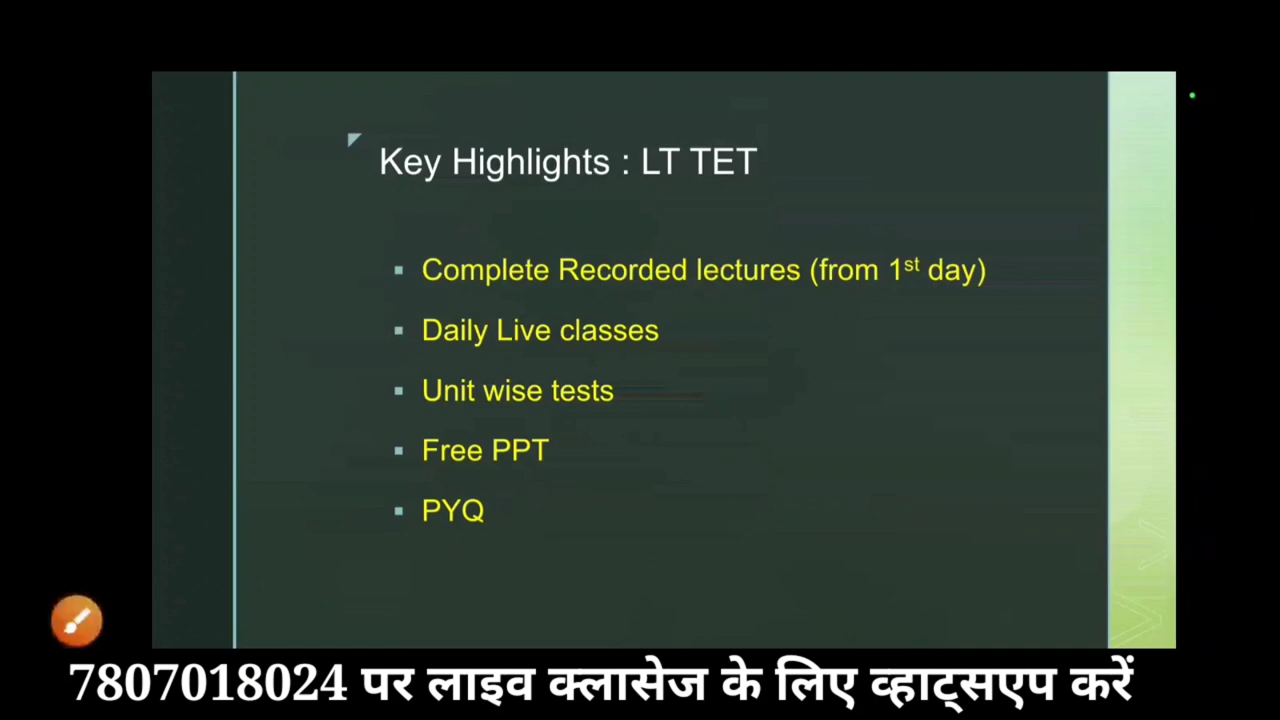 Key Highlights : LT TET
Complete Recorded lectures (from 1st day)
Daily Live classes
Unit wise tests
Free PPT
PYQ
7807018024 पर लाइव क्लासेज के लिए व्हाट्सएप करें